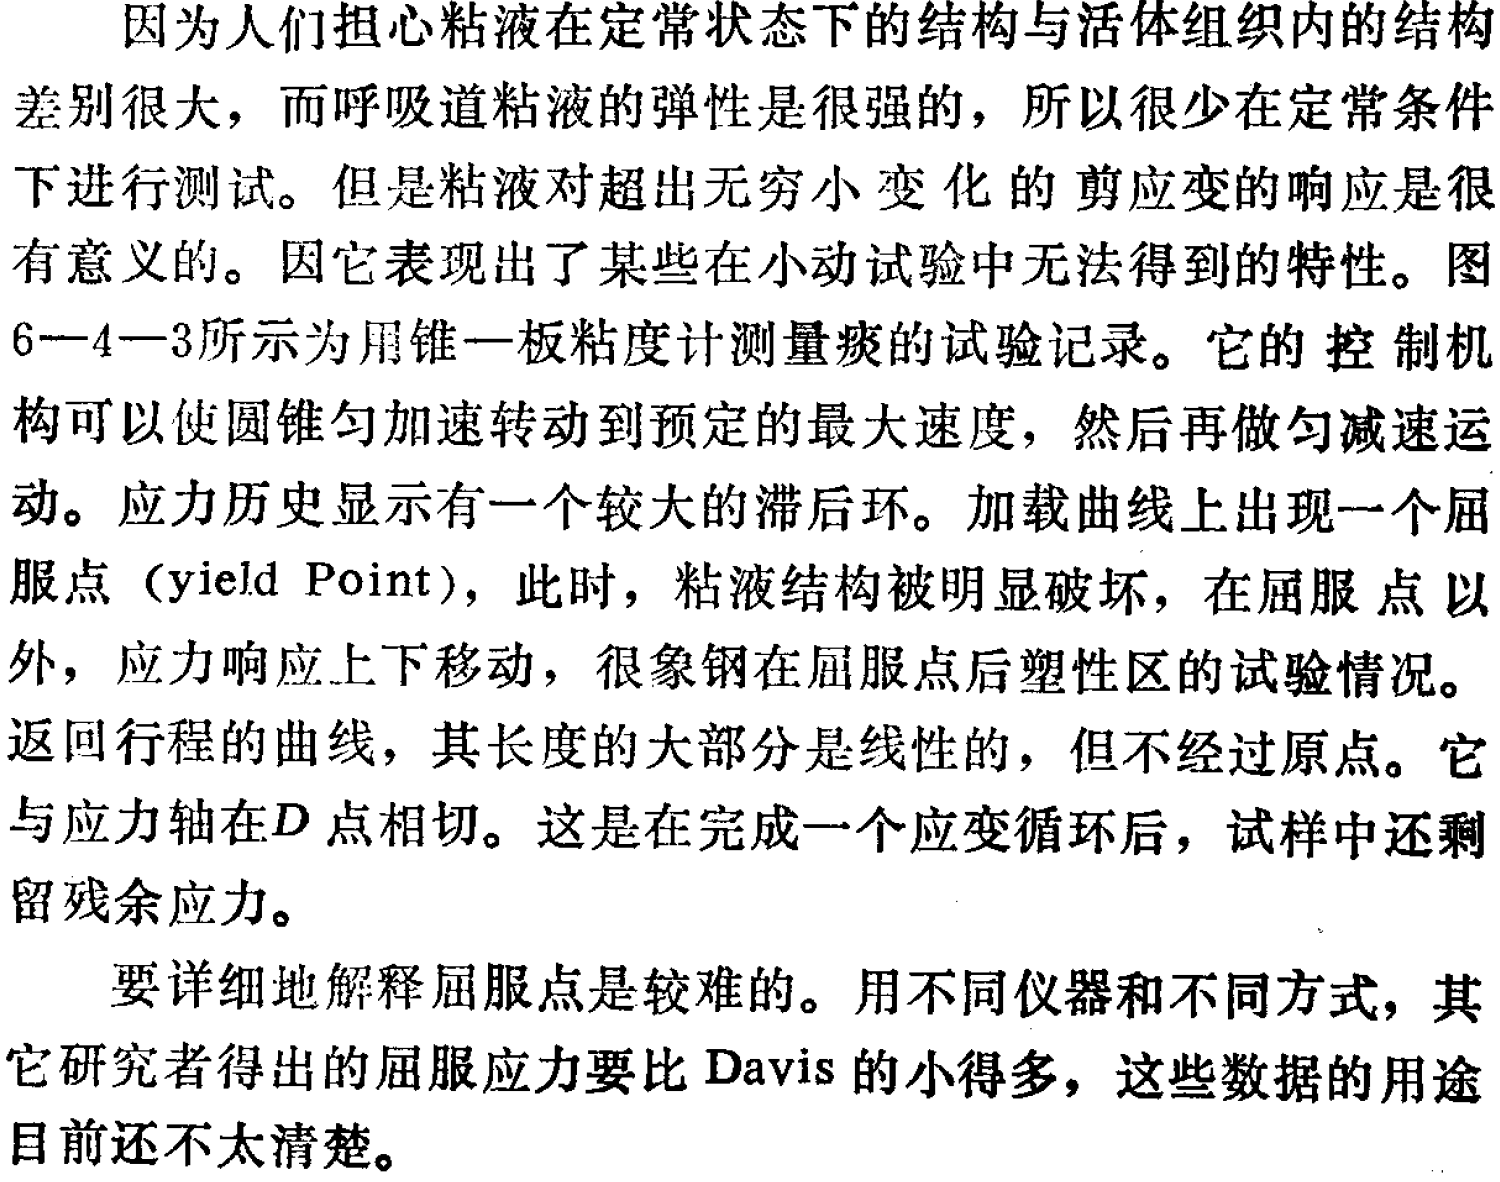 因为人们担心粘液在定常状态下的结构与活体组织内的结构
差别很大，而呼吸道粘液的弹性是很强的，所以很少在定常条件
下进行测试。但是粘液对超出无穷小变化的剪应变的响应是很
有意义的。因它表现出了某些在小动试验中无法得到的特性。图
6—4—3所示为用锥—板粘度计测量痰的试验记录。它的控制机
构可以使圆锥匀加速转动到预定的最大速度，然后再做匀减速运
动。应力历史显示有一个较大的滞后环。加载曲线上出现一个屈
服点（yield Point），此时，粘液结构被明显破坏，在屈服点以
外，应力响应上下移动，很象钢在屈服点后塑性区的试验情况。
返回行程的曲线，其长度的大部分是线性的，但不经过原点。它
与应力轴在D点相切。这是在完成一个应变循环后，试样中还剩
留残余应力。
要详细地解释屈服点是较难的。用不同仪器和不同方式，其
它研究者得出的屈服应力要比 Davis 的小得多，这些数据的用途
目前还不太清楚。